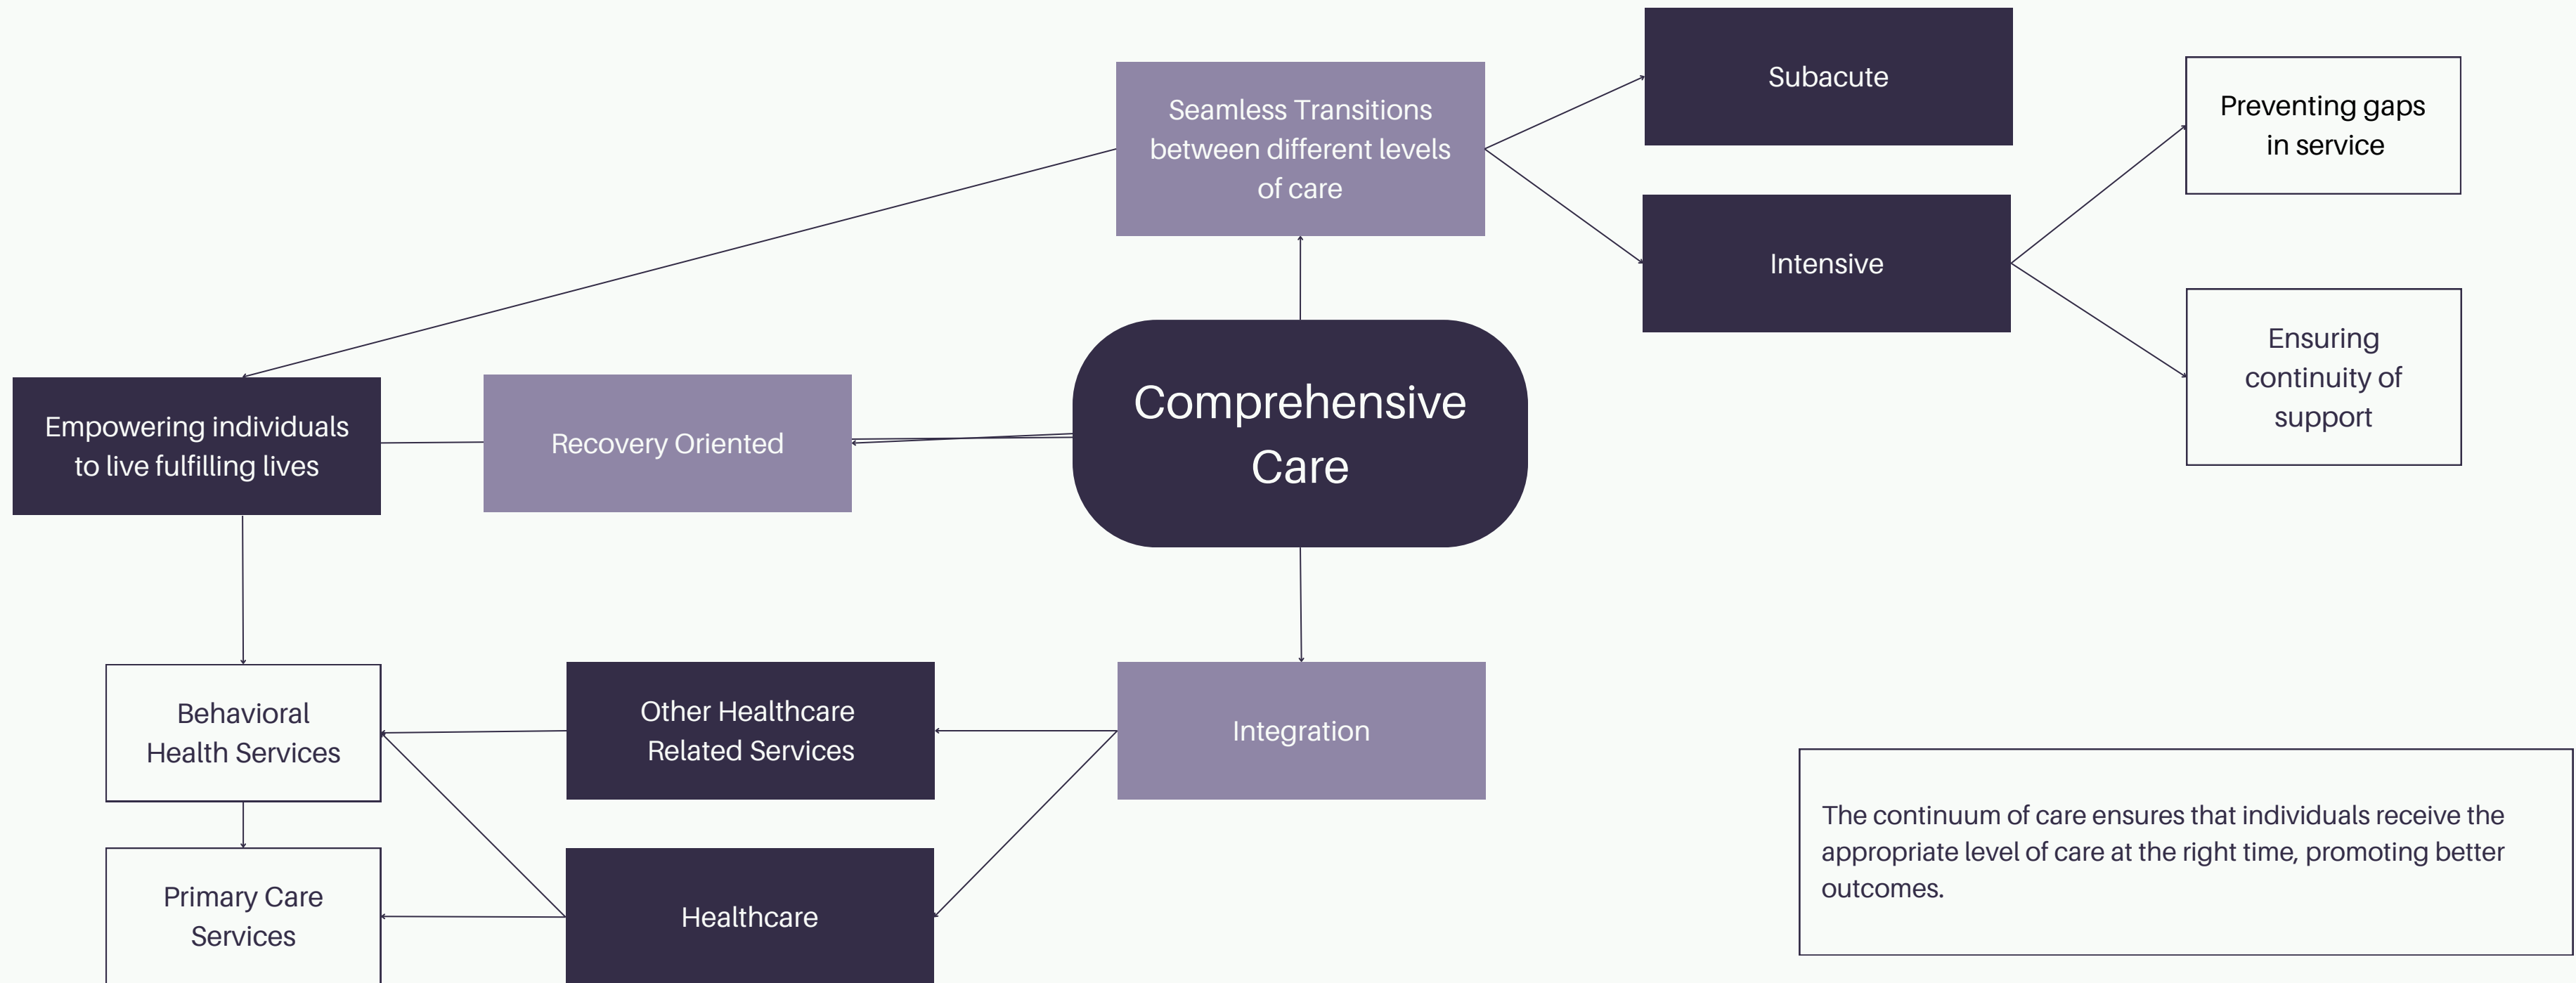 Subacute
Seamless Transitions
between different levels
of care
Preventing gaps
in service
Intensive
Ensuring
continuity of
support
Comprehensive
Care
Empowering individuals
to live fulfilling lives
Recovery Oriented
Behavioral
Health Services
Other Healthcare
Related Services
Integration
The continuum of care ensures that individuals receive the
appropriate level of care at the right time, promoting better
outcomes.
Primary Care
Services
Healthcare